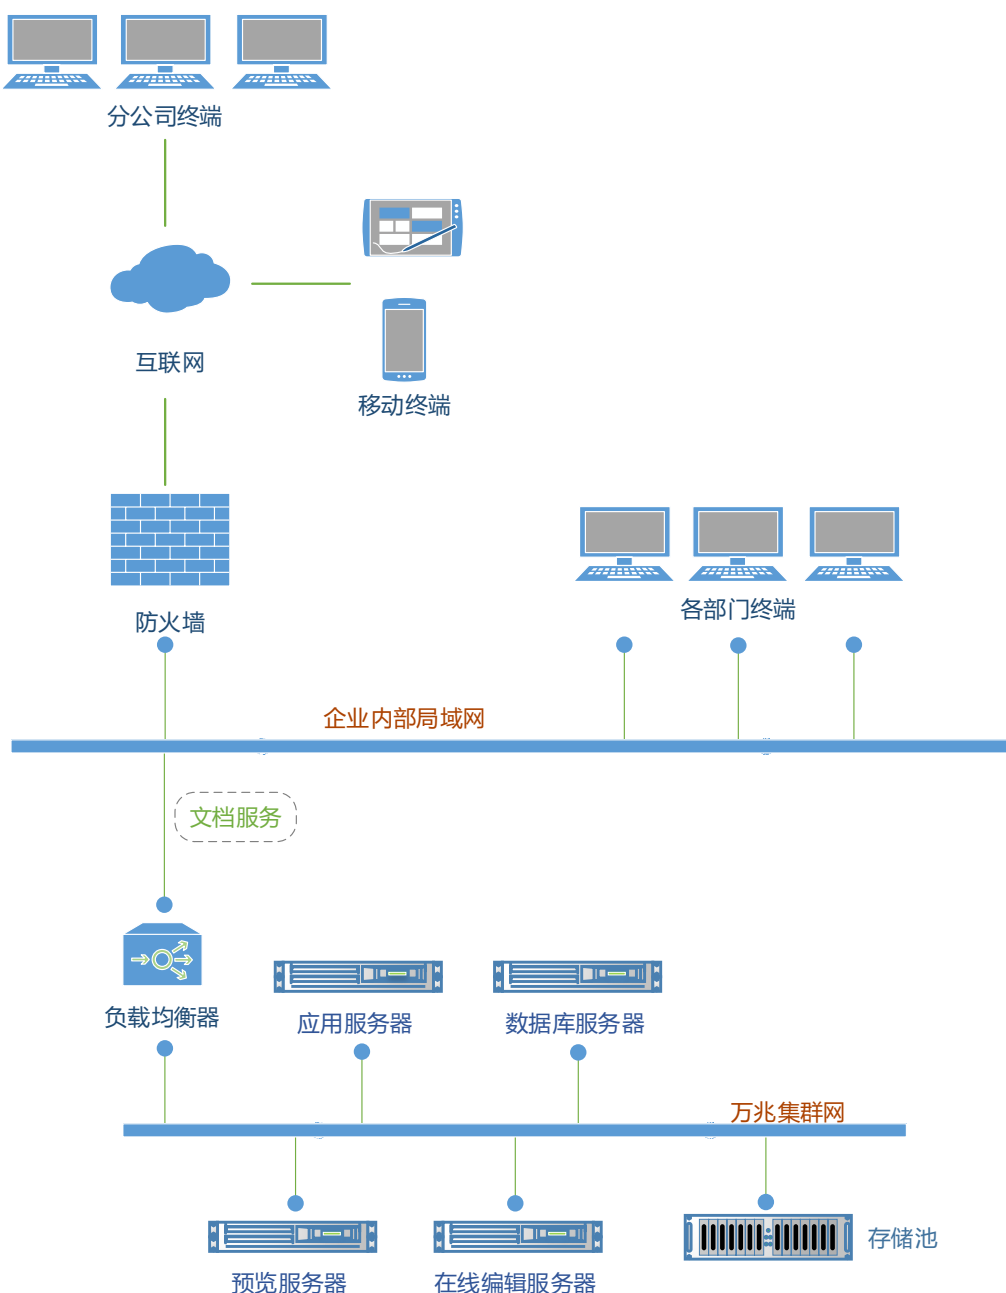 分公司终端
互联网
移动终端
防火墙
各部门终端
企业内部局域网
文档服务
负载均衡器
应用服务器
数据库服务器
万兆集群网
存储池
预览服务器
在线编辑服务器